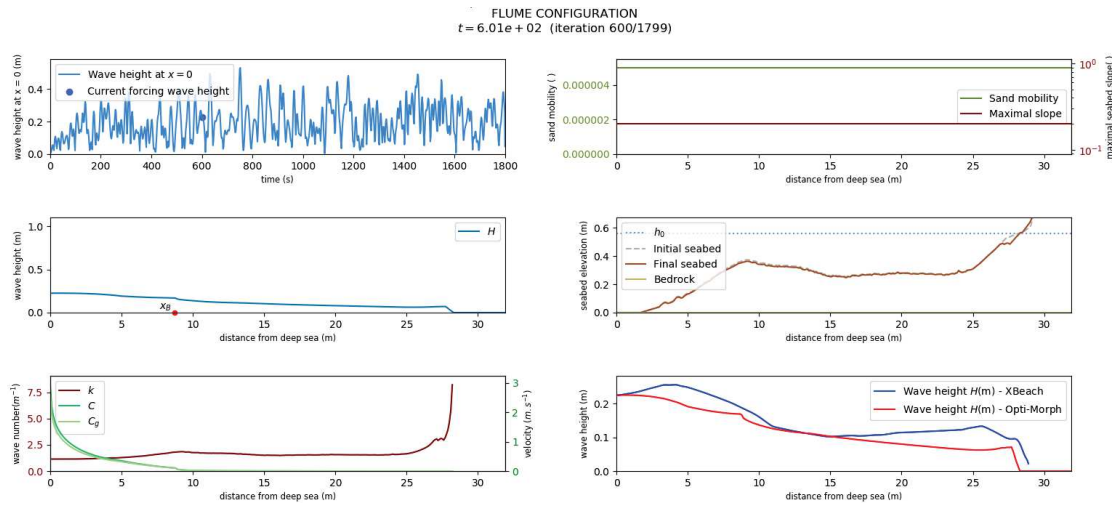 FLUME CONFIGURATION
t = 6.01e + 02 (iteration 600/1799)
wave height at x = 0 (m)
0.4
0.2
0.0
Wave height at x = 0
Current forcing wave height
0 200 400 600 800 1000 1200 1400 1600 1800
time (s)
sand mobility ( )
0.000004
0.000002
0.000000
Sand mobility
Maximal slope
10⁰
10⁻¹
maximal seabed slope( )
0 5 10 15 20 25 30
distance from deep sea (m)
wave height (m)
1.0
0.5
0.0
H
x_B
0 5 10 15 20 25 30
distance from deep sea (m)
seabed elevation (m)
0.6
0.4
0.2
0.0
h₀
Initial seabed
Final seabed
Bedrock
0 5 10 15 20 25 30
distance from deep sea (m)
wave number(m⁻¹)
7.5
5.0
2.5
0.0
k
C
C_g
3
2
1
0
velocity (m.s⁻¹)
0 5 10 15 20 25 30
distance from deep sea (m)
wave height (m)
0.2
0.1
0.0
Wave height H(m) - XBeach
Wave height H(m) - Opti-Morph
0 5 10 15 20 25 30
distance from deep sea (m)